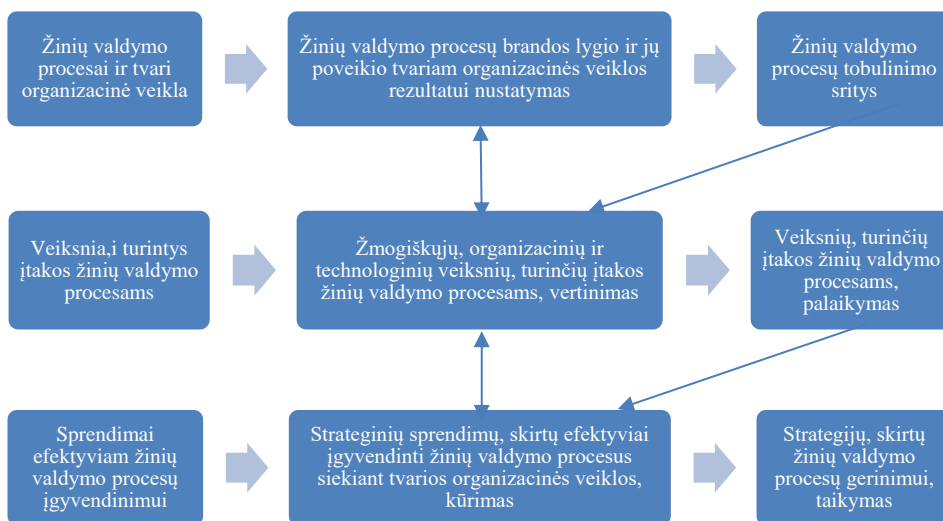 Žinių valdymo
procesai ir tvari
organizacinė veikla
Žinių valdymo procesų brandos lygio ir jų
poveikio tvariam organizacinės veiklos
rezultatui nustatymas
Žinių valdymo
procesų tobulinimo
sritys
Veiksnia,i turintys
įtakos žinių valdymo
procesams
Žmogiškųjų, organizacinių ir
technologinių veiksnių, turinčių įtakos
žinių valdymo procesams, vertinimas
Veiksnių, turinčių
įtakos žinių valdymo
procesams,
palaikymas
Sprendimai
efektyviam žinių
valdymo procesų
įgyvendinimui
Strateginių sprendimų, skirtų efektyviai
įgyvendinti žinių valdymo procesus
siekiant tvarios organizacinės veiklos,
kūrimas
Strategijų, skirtų
žinių valdymo
procesų gerinimui,
taikymas